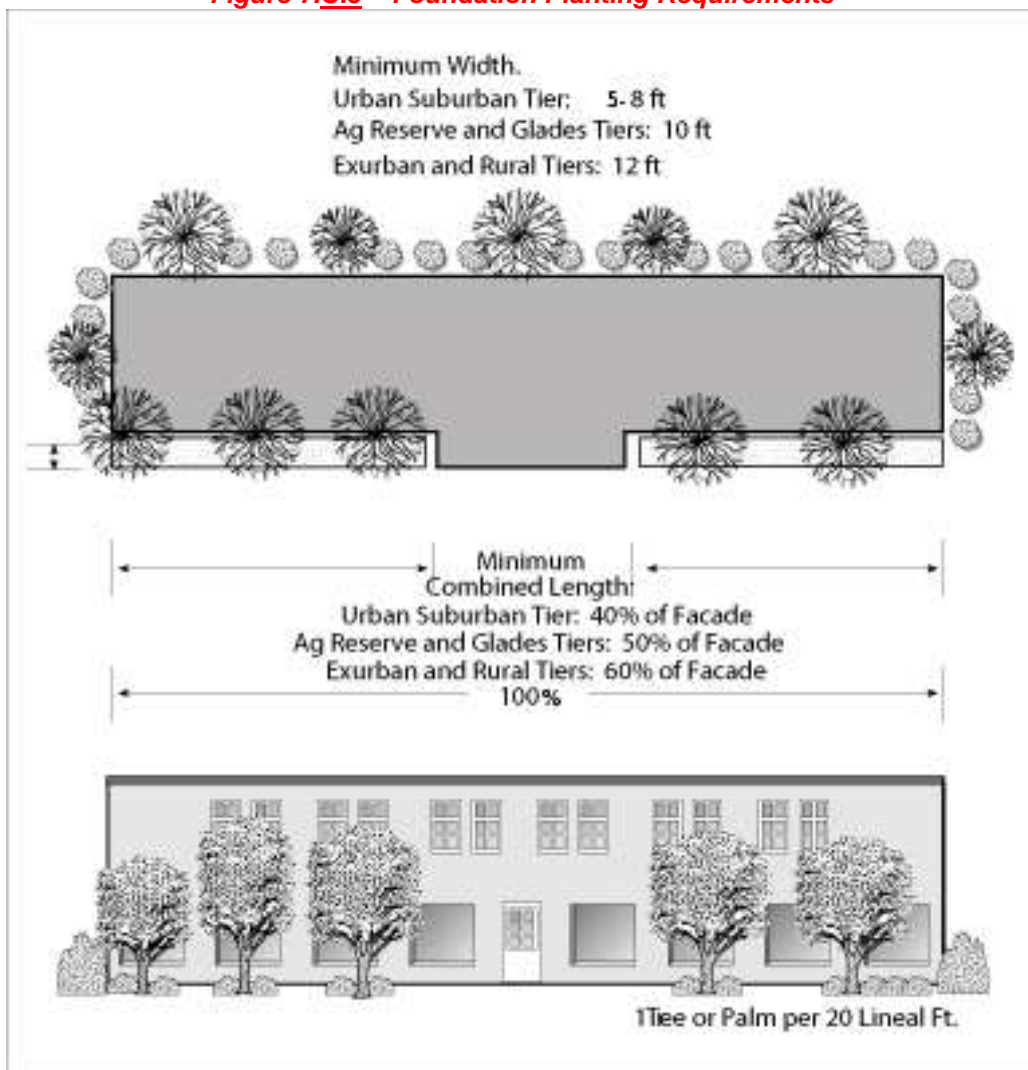 Minimum Width.
Urban Suburban Tier: 5-8 ft
Ag Reserve and Glades Tiers: 10 ft
Exurban and Rural Tiers: 12 ft
Minimum
Combined Length:
Urban Suburban Tier: 40% of Facade
Ag Reserve and Glades Tiers: 50% of Facade
Exurban and Rural Tiers: 60% of Facade
100%
1Tiee or Palm per 20 Lineal Ft.